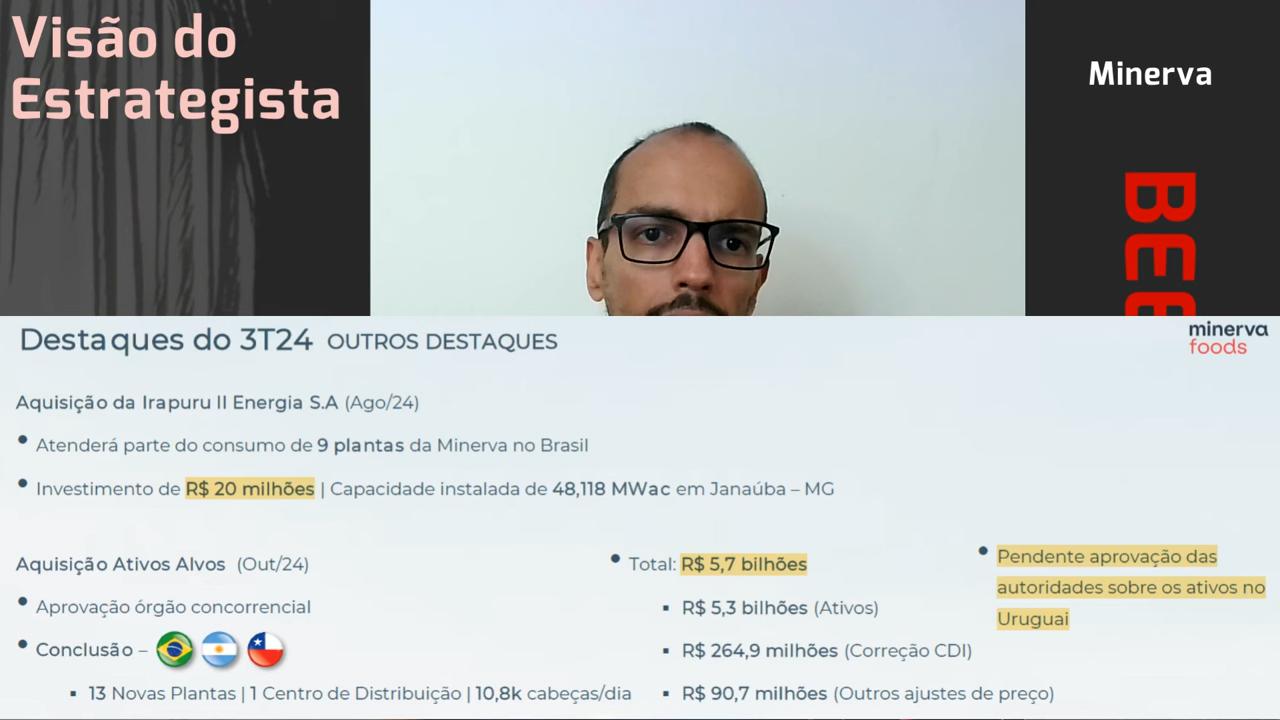 Visão do
Estrategista
Minerva
BEE
Destaques do 3T24 OUTROS DESTAQUES
minerva
foods
Aquisição da Irapuru II Energia S.A (Ago/24)
• Atenderá parte do consumo de 9 plantas da Minerva no Brasil
• Investimento de R$ 20 milhões | Capacidade instalada de 48,118 MWac em Janaúba – MG
Aquisição Ativos Alvos (Out/24)
• Aprovação órgão concorrencial
• Conclusão –
▪ 13 Novas Plantas | 1 Centro de Distribuição | 10,8k cabeças/dia
• Total: R$ 5,7 bilhões
▪ R$ 5,3 bilhões (Ativos)
▪ R$ 264,9 milhões (Correção CDI)
▪ R$ 90,7 milhões (Outros ajustes de preço)
• Pendente aprovação das
autoridades sobre os ativos no
Uruguai